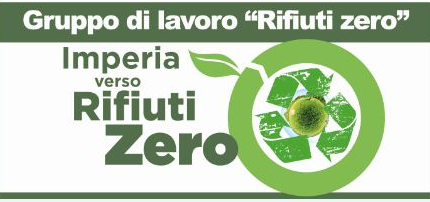 Gruppo di lavoro “Rifiuti zero”
Imperia
verso
Rifiuti
Zero